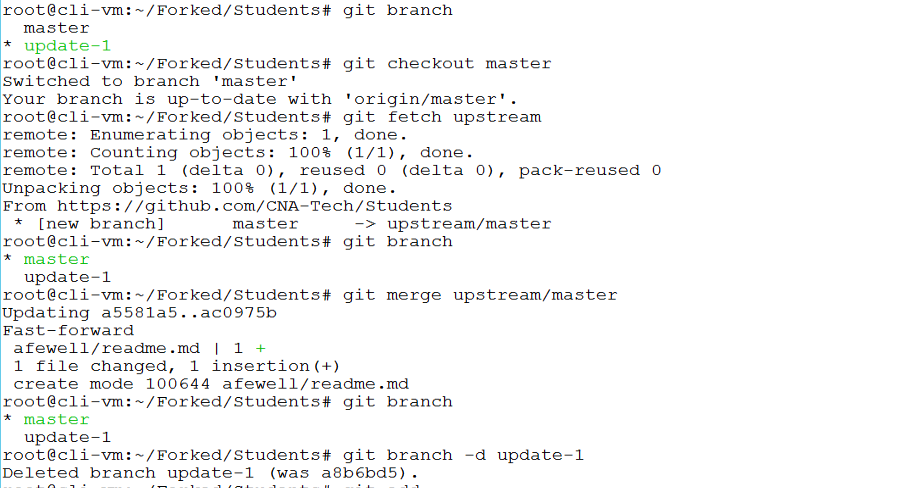 root@cli-vm:~/Forked/Students# git branch
  master
* update-1
root@cli-vm:~/Forked/Students# git checkout master
Switched to branch 'master'
Your branch is up-to-date with 'origin/master'.
root@cli-vm:~/Forked/Students# git fetch upstream
remote: Enumerating objects: 1, done.
remote: Counting objects: 100% (1/1), done.
remote: Total 1 (delta 0), reused 0 (delta 0), pack-reused 0
Unpacking objects: 100% (1/1), done.
From https://github.com/CNA-Tech/Students
 * [new branch]      master     -> upstream/master
root@cli-vm:~/Forked/Students# git branch
* master
  update-1
root@cli-vm:~/Forked/Students# git merge upstream/master
Updating a5581a5..ac0975b
Fast-forward
 afewell/readme.md | 1 +
 1 file changed, 1 insertion(+)
 create mode 100644 afewell/readme.md
root@cli-vm:~/Forked/Students# git branch
* master
  update-1
root@cli-vm:~/Forked/Students# git branch -d update-1
Deleted branch update-1 (was a8b6bd5).